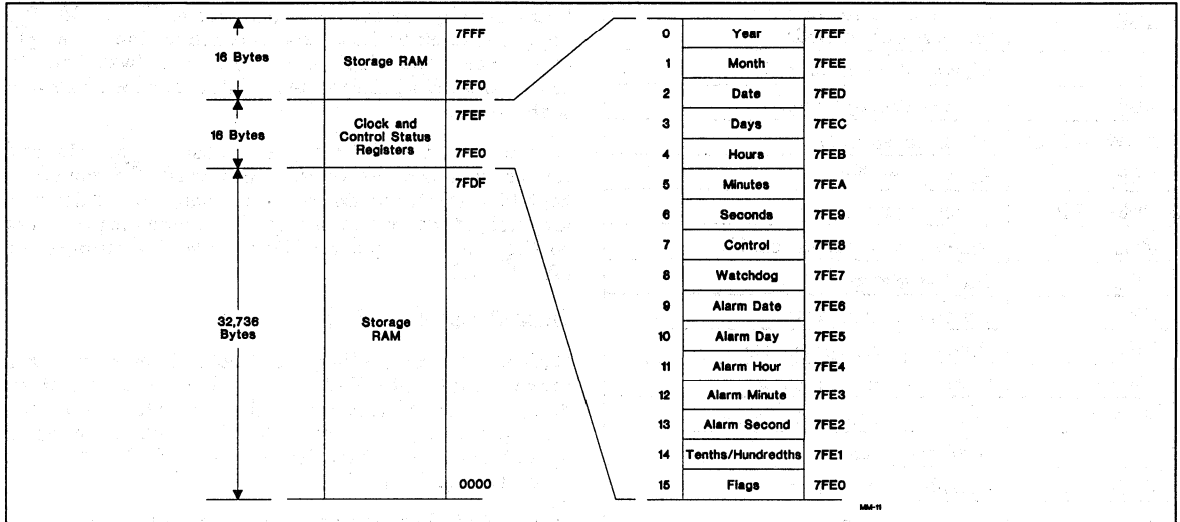 7FFF
16 Bytes
Storage RAM
7FF0
7FEF
16 Bytes
Clock and
Control Status
Registers
7FE0
7FDF
32,736
Bytes
Storage
RAM
0000
0 Year 7FEF
1 Month 7FEE
2 Date 7FED
3 Days 7FEC
4 Hours 7FEB
5 Minutes 7FEA
6 Seconds 7FE9
7 Control 7FE8
8 Watchdog 7FE7
9 Alarm Date 7FE6
10 Alarm Day 7FE5
11 Alarm Hour 7FE4
12 Alarm Minute 7FE3
13 Alarm Second 7FE2
14 Tenths/Hundredths 7FE1
15 Flags 7FE0
MM-11